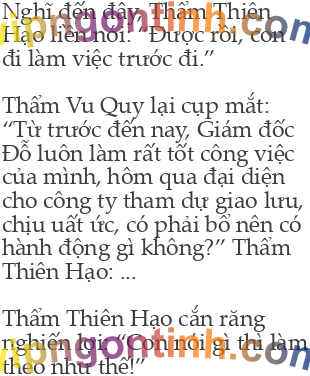 Nghĩ đến đây, Thẩm Thiên
Hạo liền nói: “Được rồi, con
đi làm việc trước đi.”
Thẩm Vu Quy lại cụp mắt:
“Từ trước đến nay, Giám đốc
Đỗ luôn làm rất tốt công việc
của mình, hôm qua đại diện
cho công ty tham dự giao lưu,
chịu uất ức, có phải bổ nên có
hành động gì không?” Thẩm
Thiên Hạo: ...
Thẩm Thiên Hạo cắn răng
nghiến lợi: “Con nói gì thì làm
theo như thế!”
vipngontinh.com
vipngontinh.com